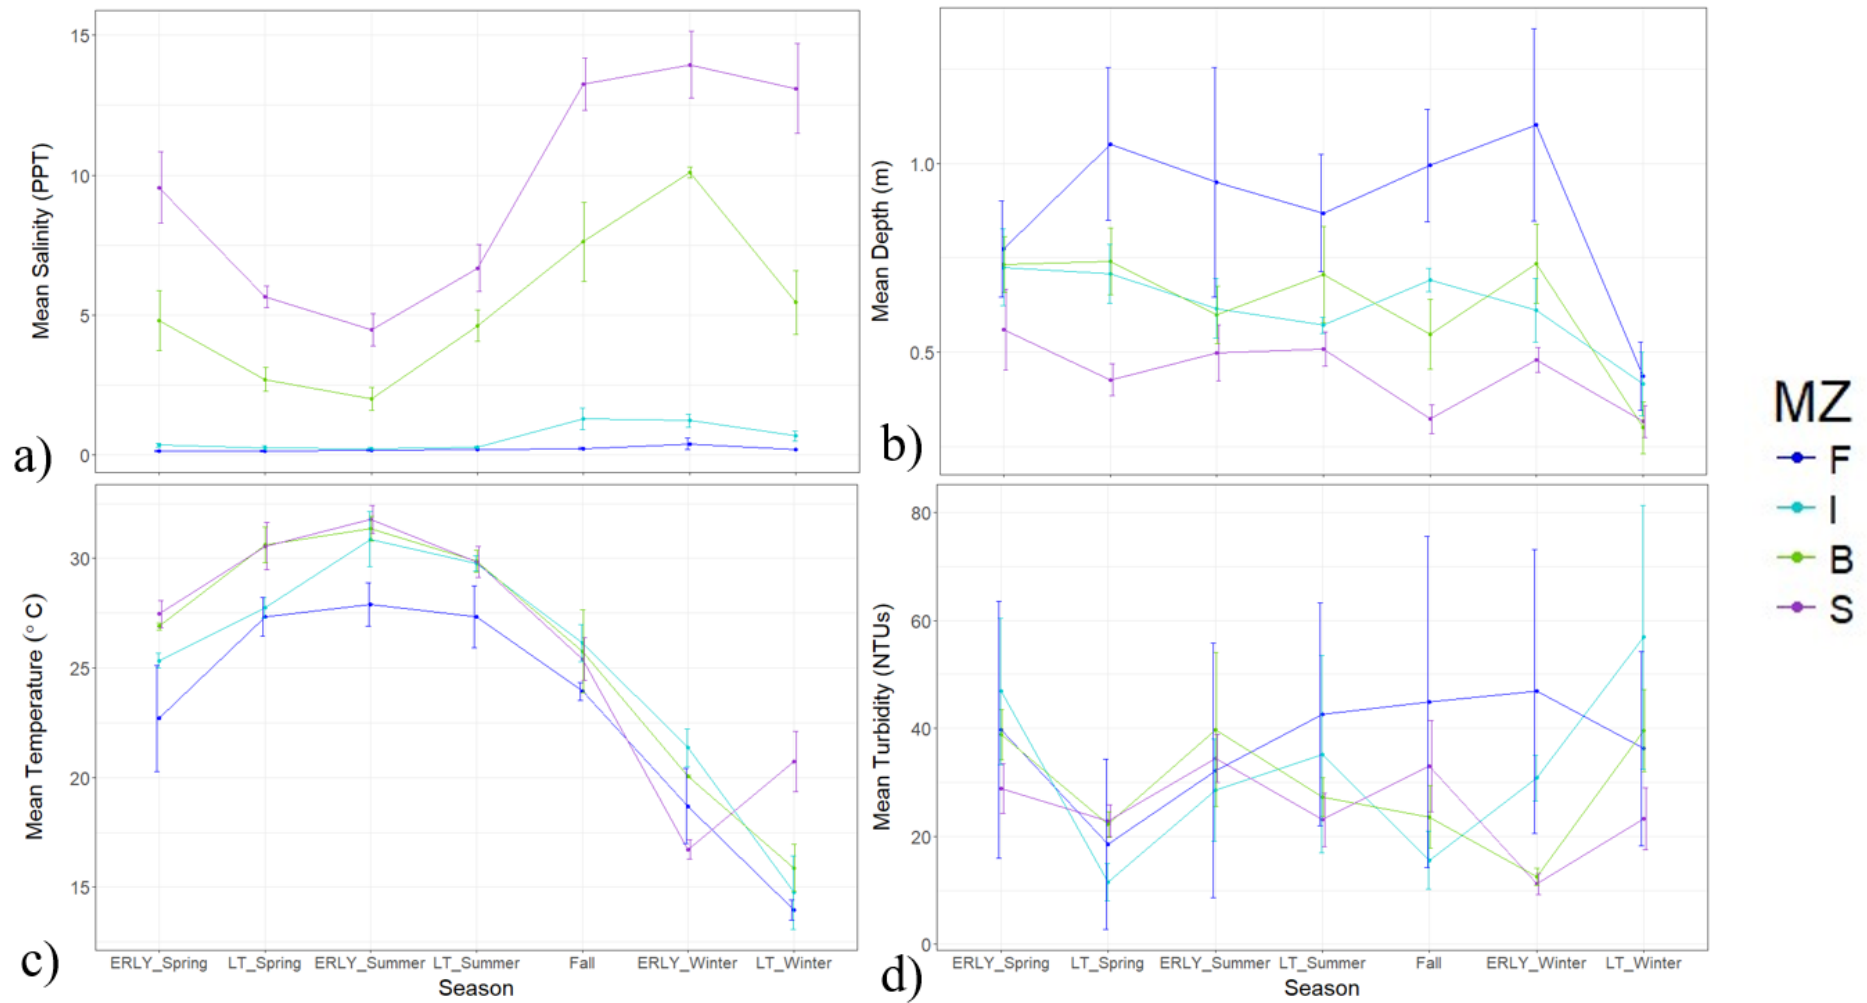 15
10
5
0
Mean Salinity (PPT)
a)
1.0
0.5
Mean Depth (m)
b)
30
25
20
15
Mean Temperature (° C)
c)
ERLY_Spring LT_Spring ERLY_Summer LT_Summer Fall ERLY_Winter LT_Winter
Season
80
60
40
20
0
Mean Turbidity (NTUs)
d)
ERLY_Spring LT_Spring ERLY_Summer LT_Summer Fall ERLY_Winter LT_Winter
Season
MZ
F
I
B
S